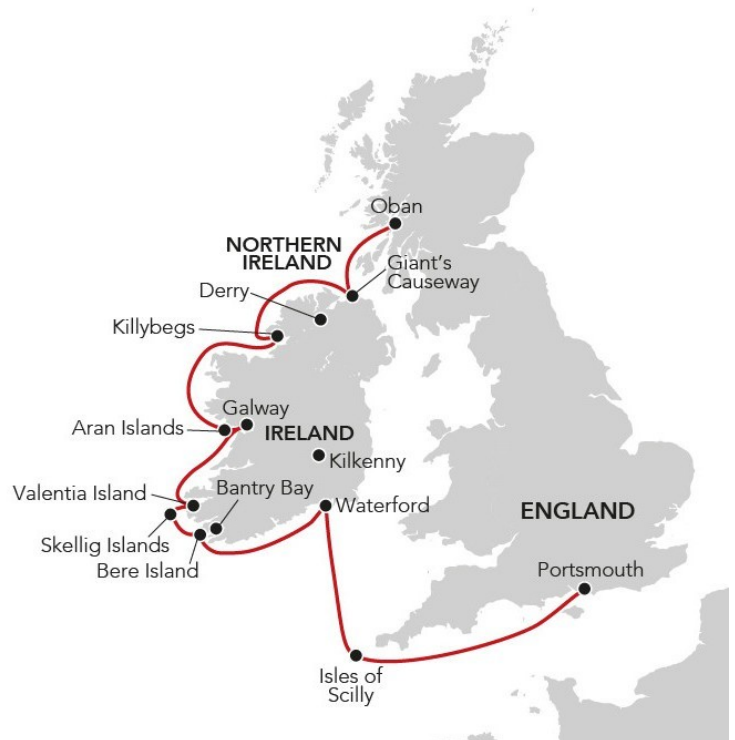 Oban
NORTHERN
IRELAND
Giant's
Causeway
Derry
Killybegs
Galway
Aran Islands
IRELAND
Kilkenny
Valentia Island
Bantry Bay
Waterford
ENGLAND
Skellig Islands
Bere Island
Portsmouth
Isles of
Scilly